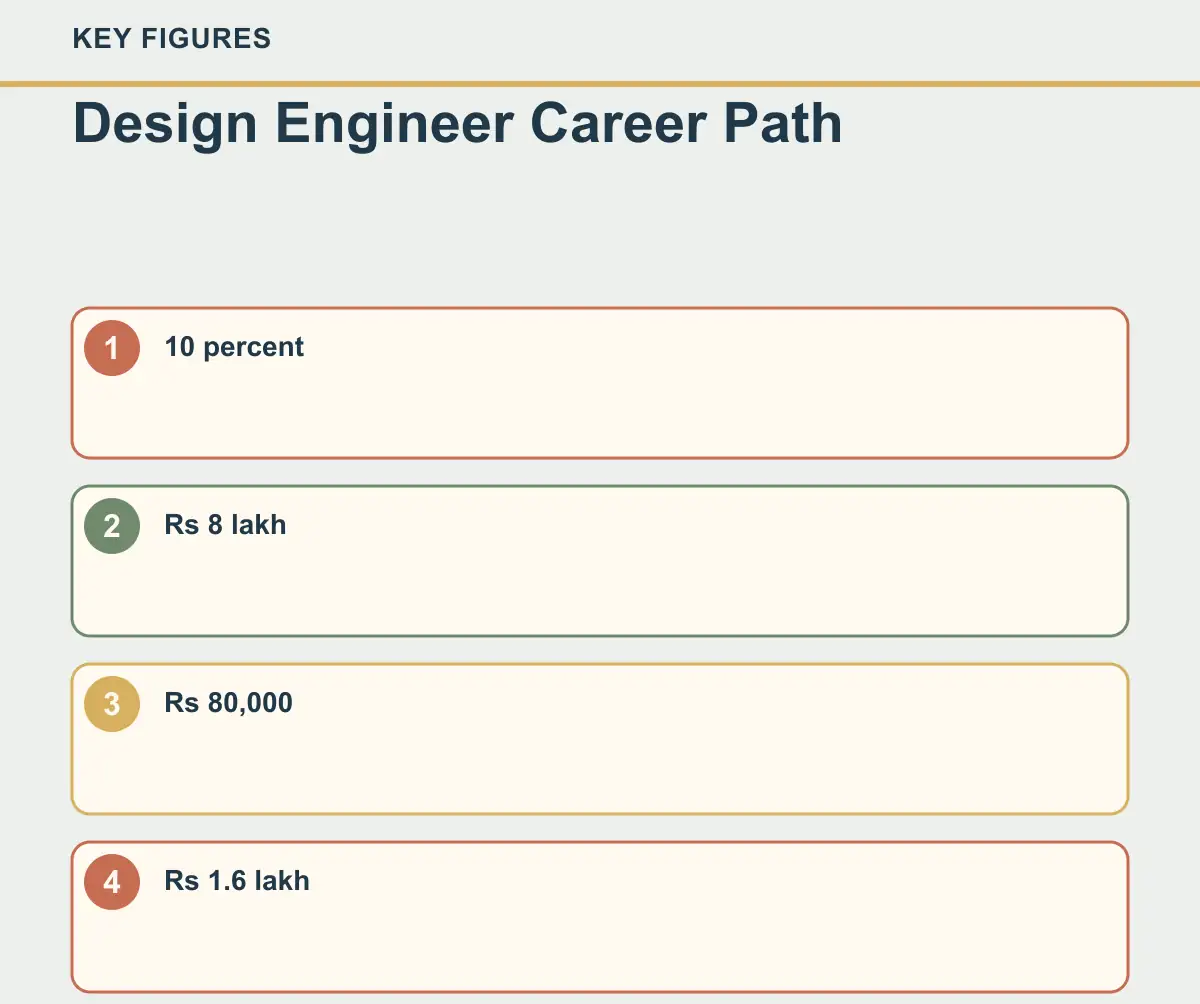 KEY FIGURES
Design Engineer Career Path
1 10 percent
2 Rs 8 lakh
3 Rs 80,000
4 Rs 1.6 lakh